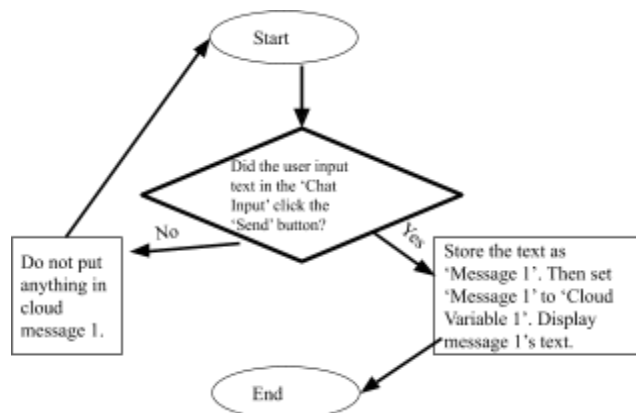 Start
Did the user input
text in the ‘Chat
Input’ click the
‘Send’ button?
No
Yes
Do not put
anything in
cloud
message 1.
Store the text as
‘Message 1’. Then set
‘Message 1’ to ‘Cloud
Variable 1’. Display
message 1’s text.
End